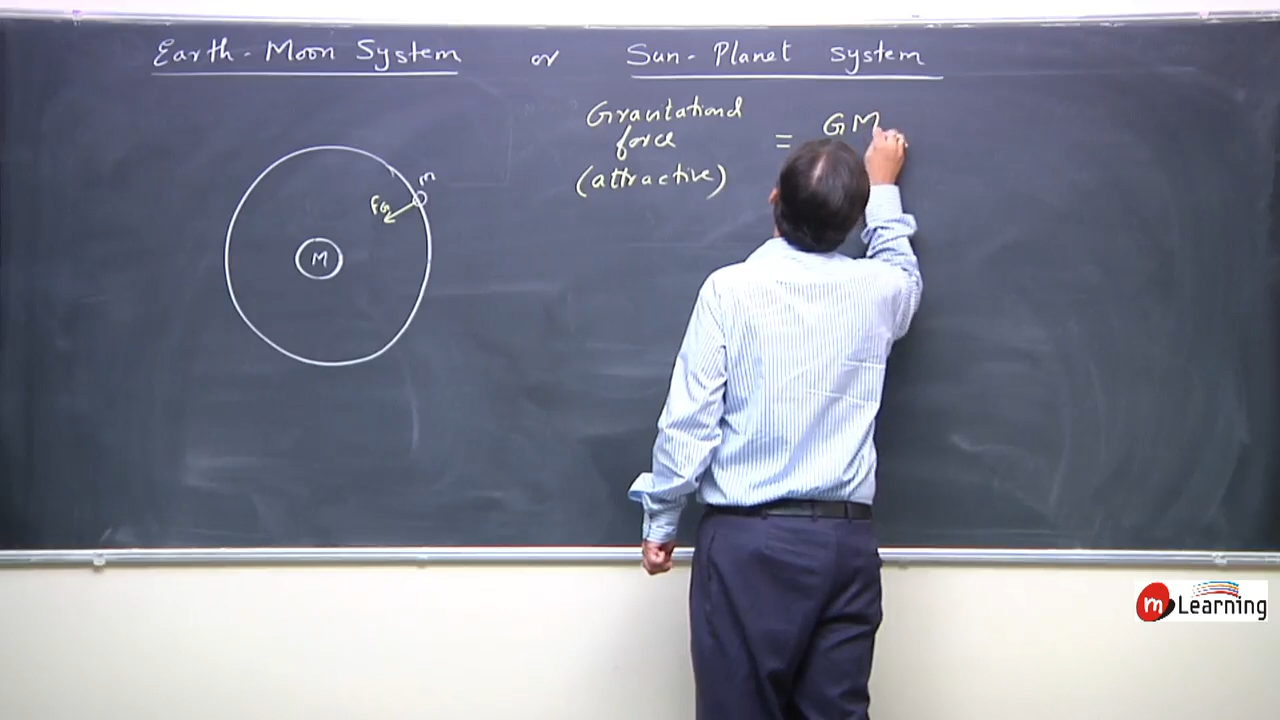 Earth - Moon System or Sun - Planet system
Gravitational
force
(attractive)
= GM
m
FG
M
m Learning